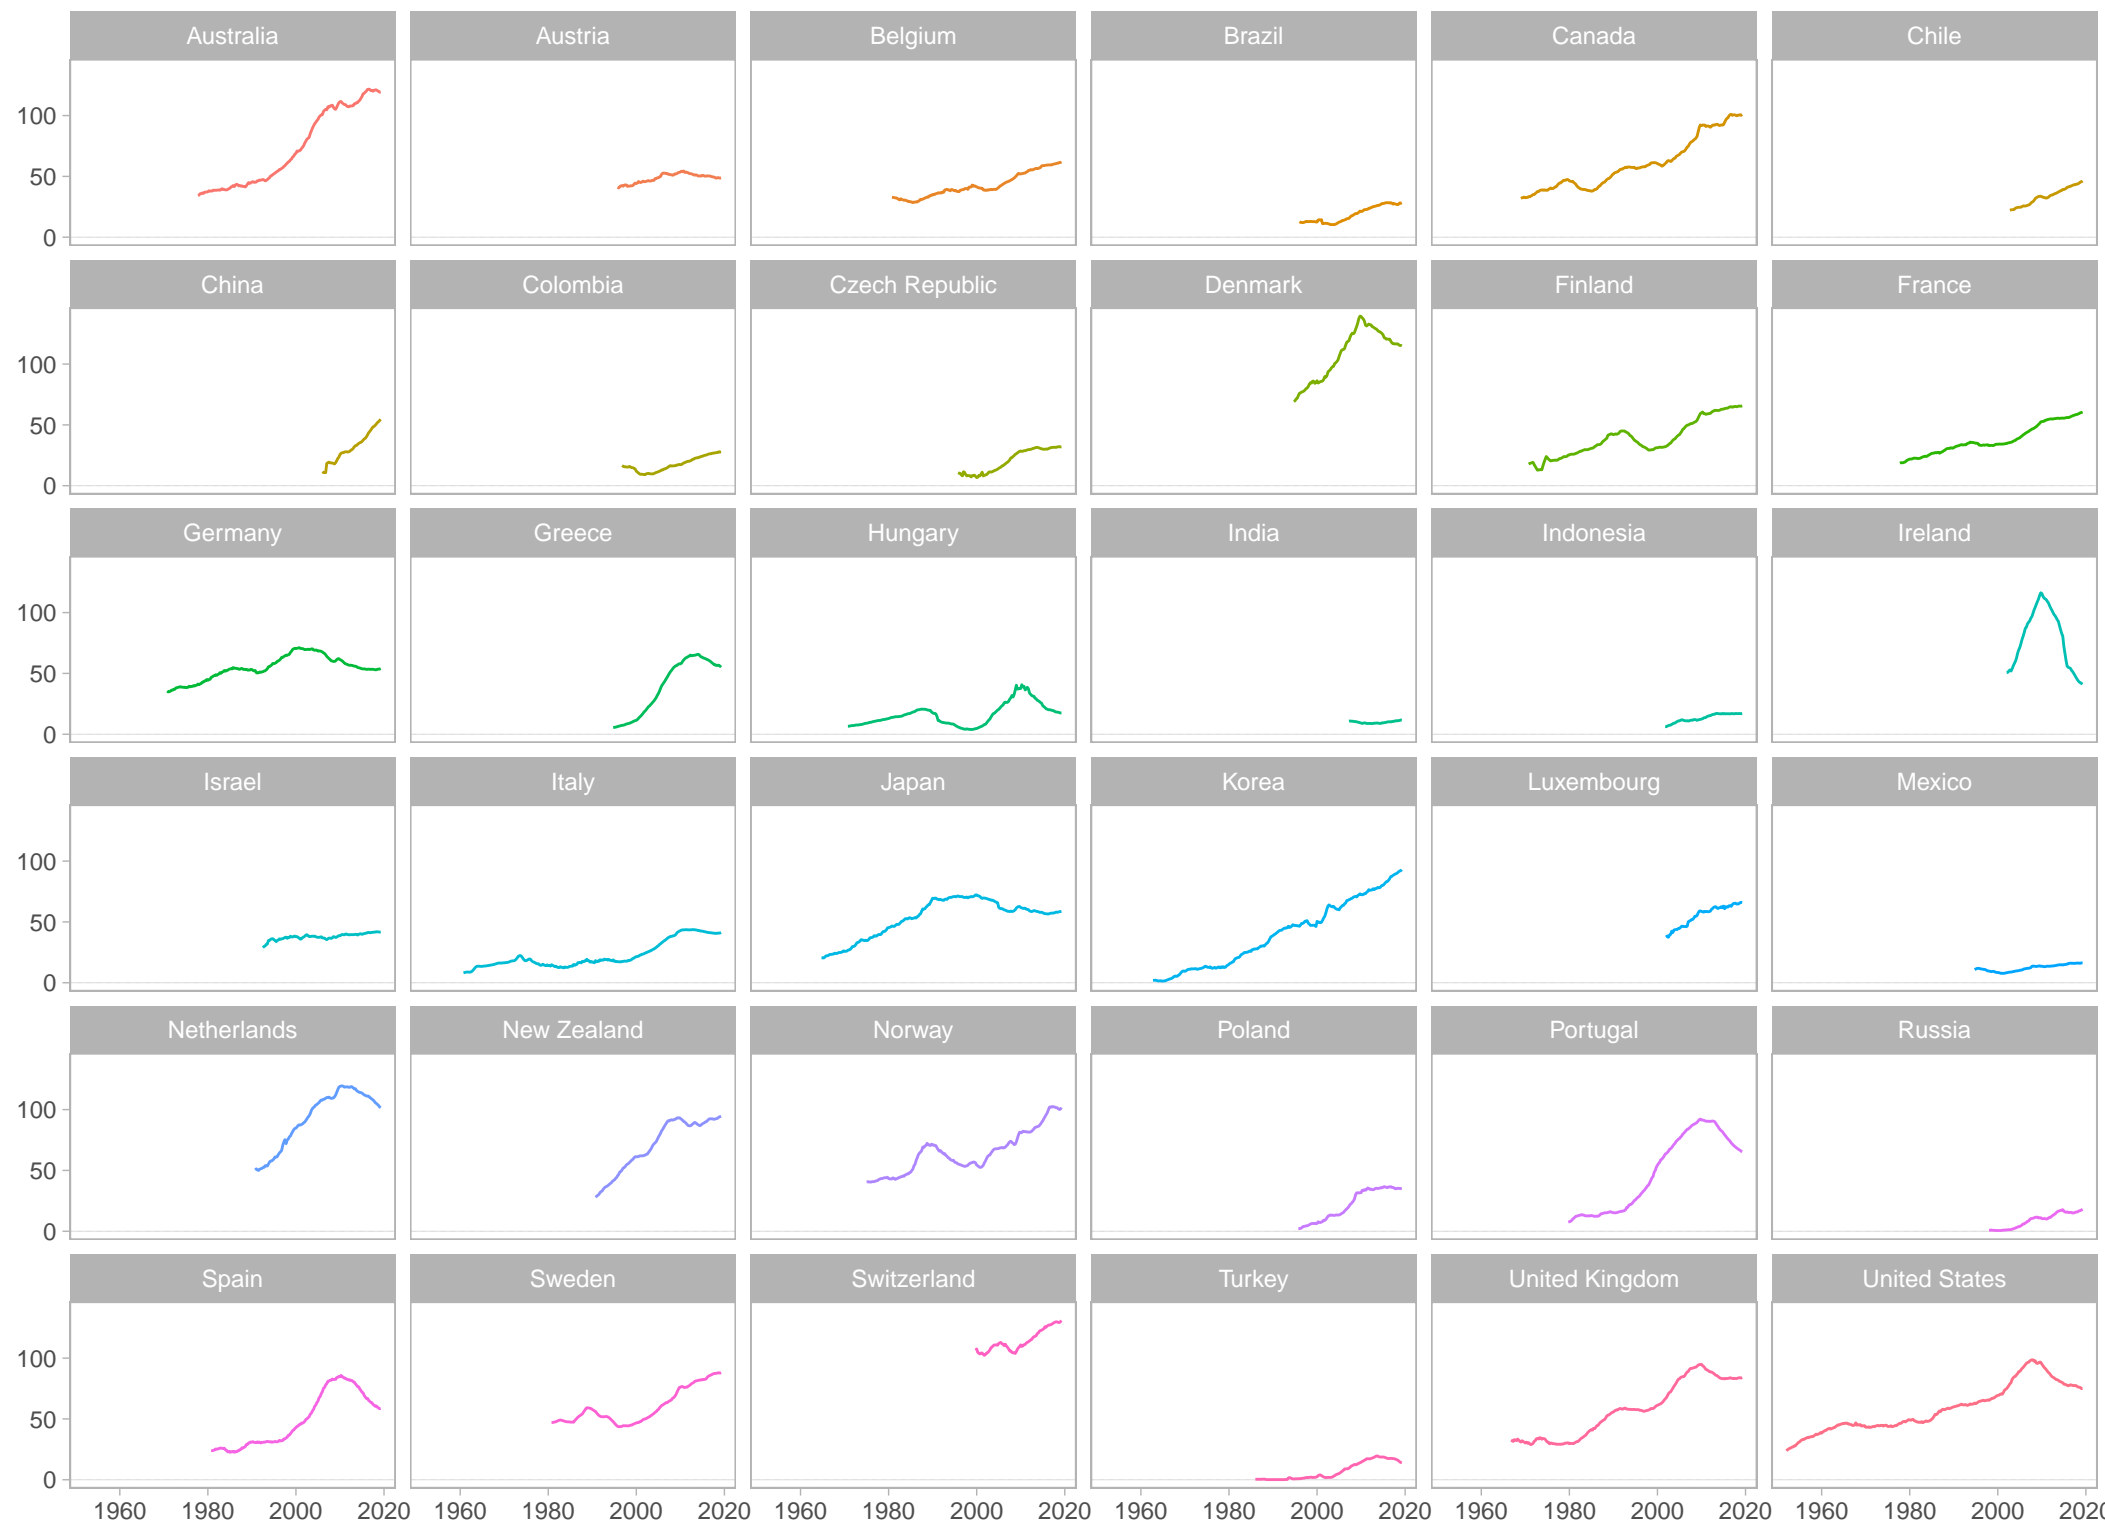 Australia Austria Belgium Brazil Canada Chile
100
50
0
China Colombia Czech Republic Denmark Finland France
100
50
0
Germany Greece Hungary India Indonesia Ireland
100
50
0
Israel Italy Japan Korea Luxembourg Mexico
100
50
0
Netherlands New Zealand Norway Poland Portugal Russia
100
50
0
Spain Sweden Switzerland Turkey United Kingdom United States
100
50
0
1960 1980 2000 2020 1960 1980 2000 2020 1960 1980 2000 2020 1960 1980 2000 2020 1960 1980 2000 2020 1960 1980 2000 2020